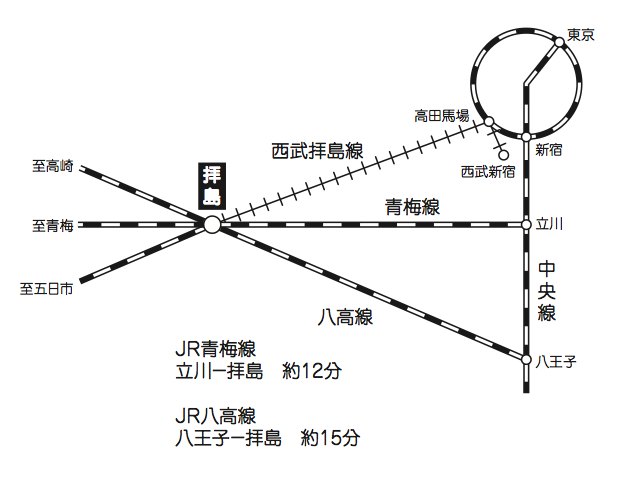 東京
高田馬場
新宿
西武新宿
西武拝島線
至高崎
拝島
青梅線
至青梅
立川
中央線
至五日市
八高線
JR青梅線
立川ー拝島　約12分
八王子
JR八高線
八王子ー拝島　約15分